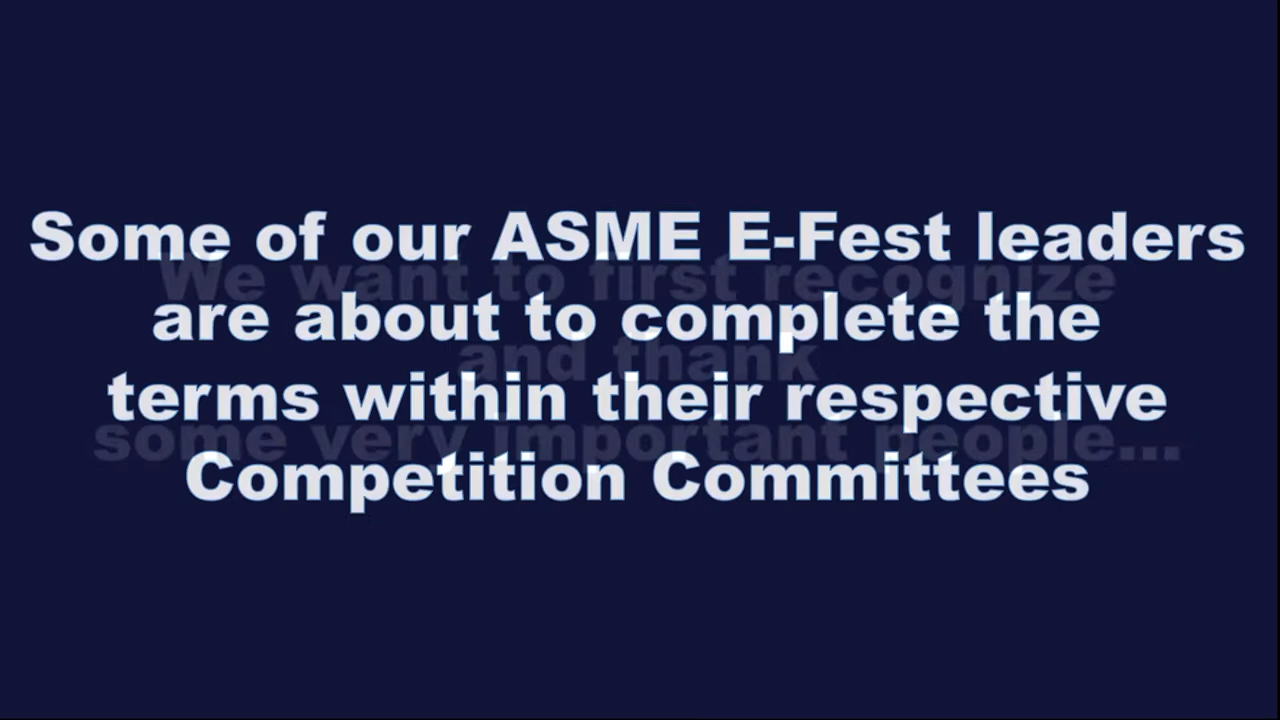 Some of our ASME E-Fest leaders
are about to complete the
terms within their respective
Competition Committees
We want to first recognize
and thank
some very important people...